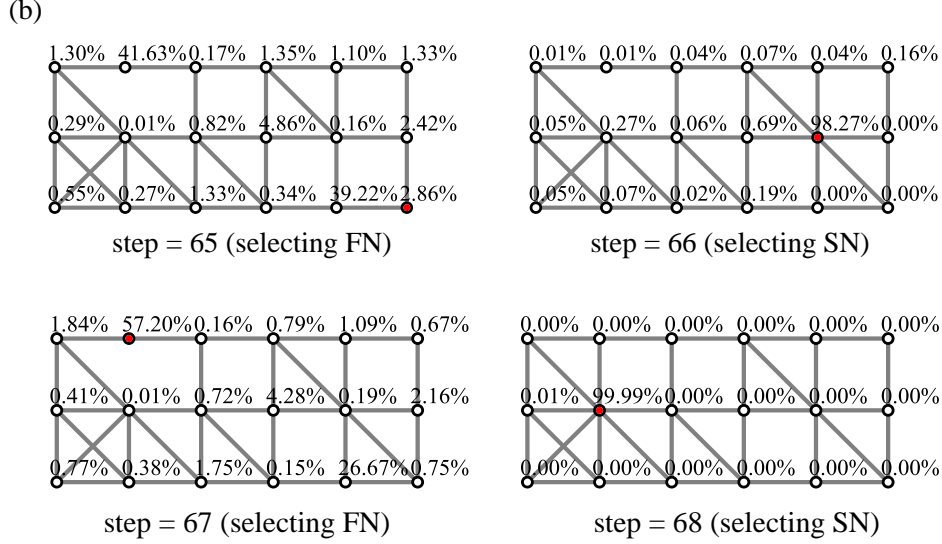 (b)
1.30% 41.63% 0.17% 1.35% 1.10% 1.33%
0.29% 0.01% 0.82% 4.86% 0.16% 2.42%
0.55% 0.27% 1.33% 0.34% 39.22% 2.86%
step = 65 (selecting FN)
0.01% 0.01% 0.04% 0.07% 0.04% 0.16%
0.05% 0.27% 0.06% 0.69% 98.27% 0.00%
0.05% 0.07% 0.02% 0.19% 0.00% 0.00%
step = 66 (selecting SN)
1.84% 57.20% 0.16% 0.79% 1.09% 0.67%
0.41% 0.01% 0.72% 4.28% 0.19% 2.16%
0.77% 0.38% 1.75% 0.15% 26.67% 0.75%
step = 67 (selecting FN)
0.00% 0.00% 0.00% 0.00% 0.00% 0.00%
0.01% 99.99% 0.00% 0.00% 0.00% 0.00%
0.00% 0.00% 0.00% 0.00% 0.00% 0.00%
step = 68 (selecting SN)